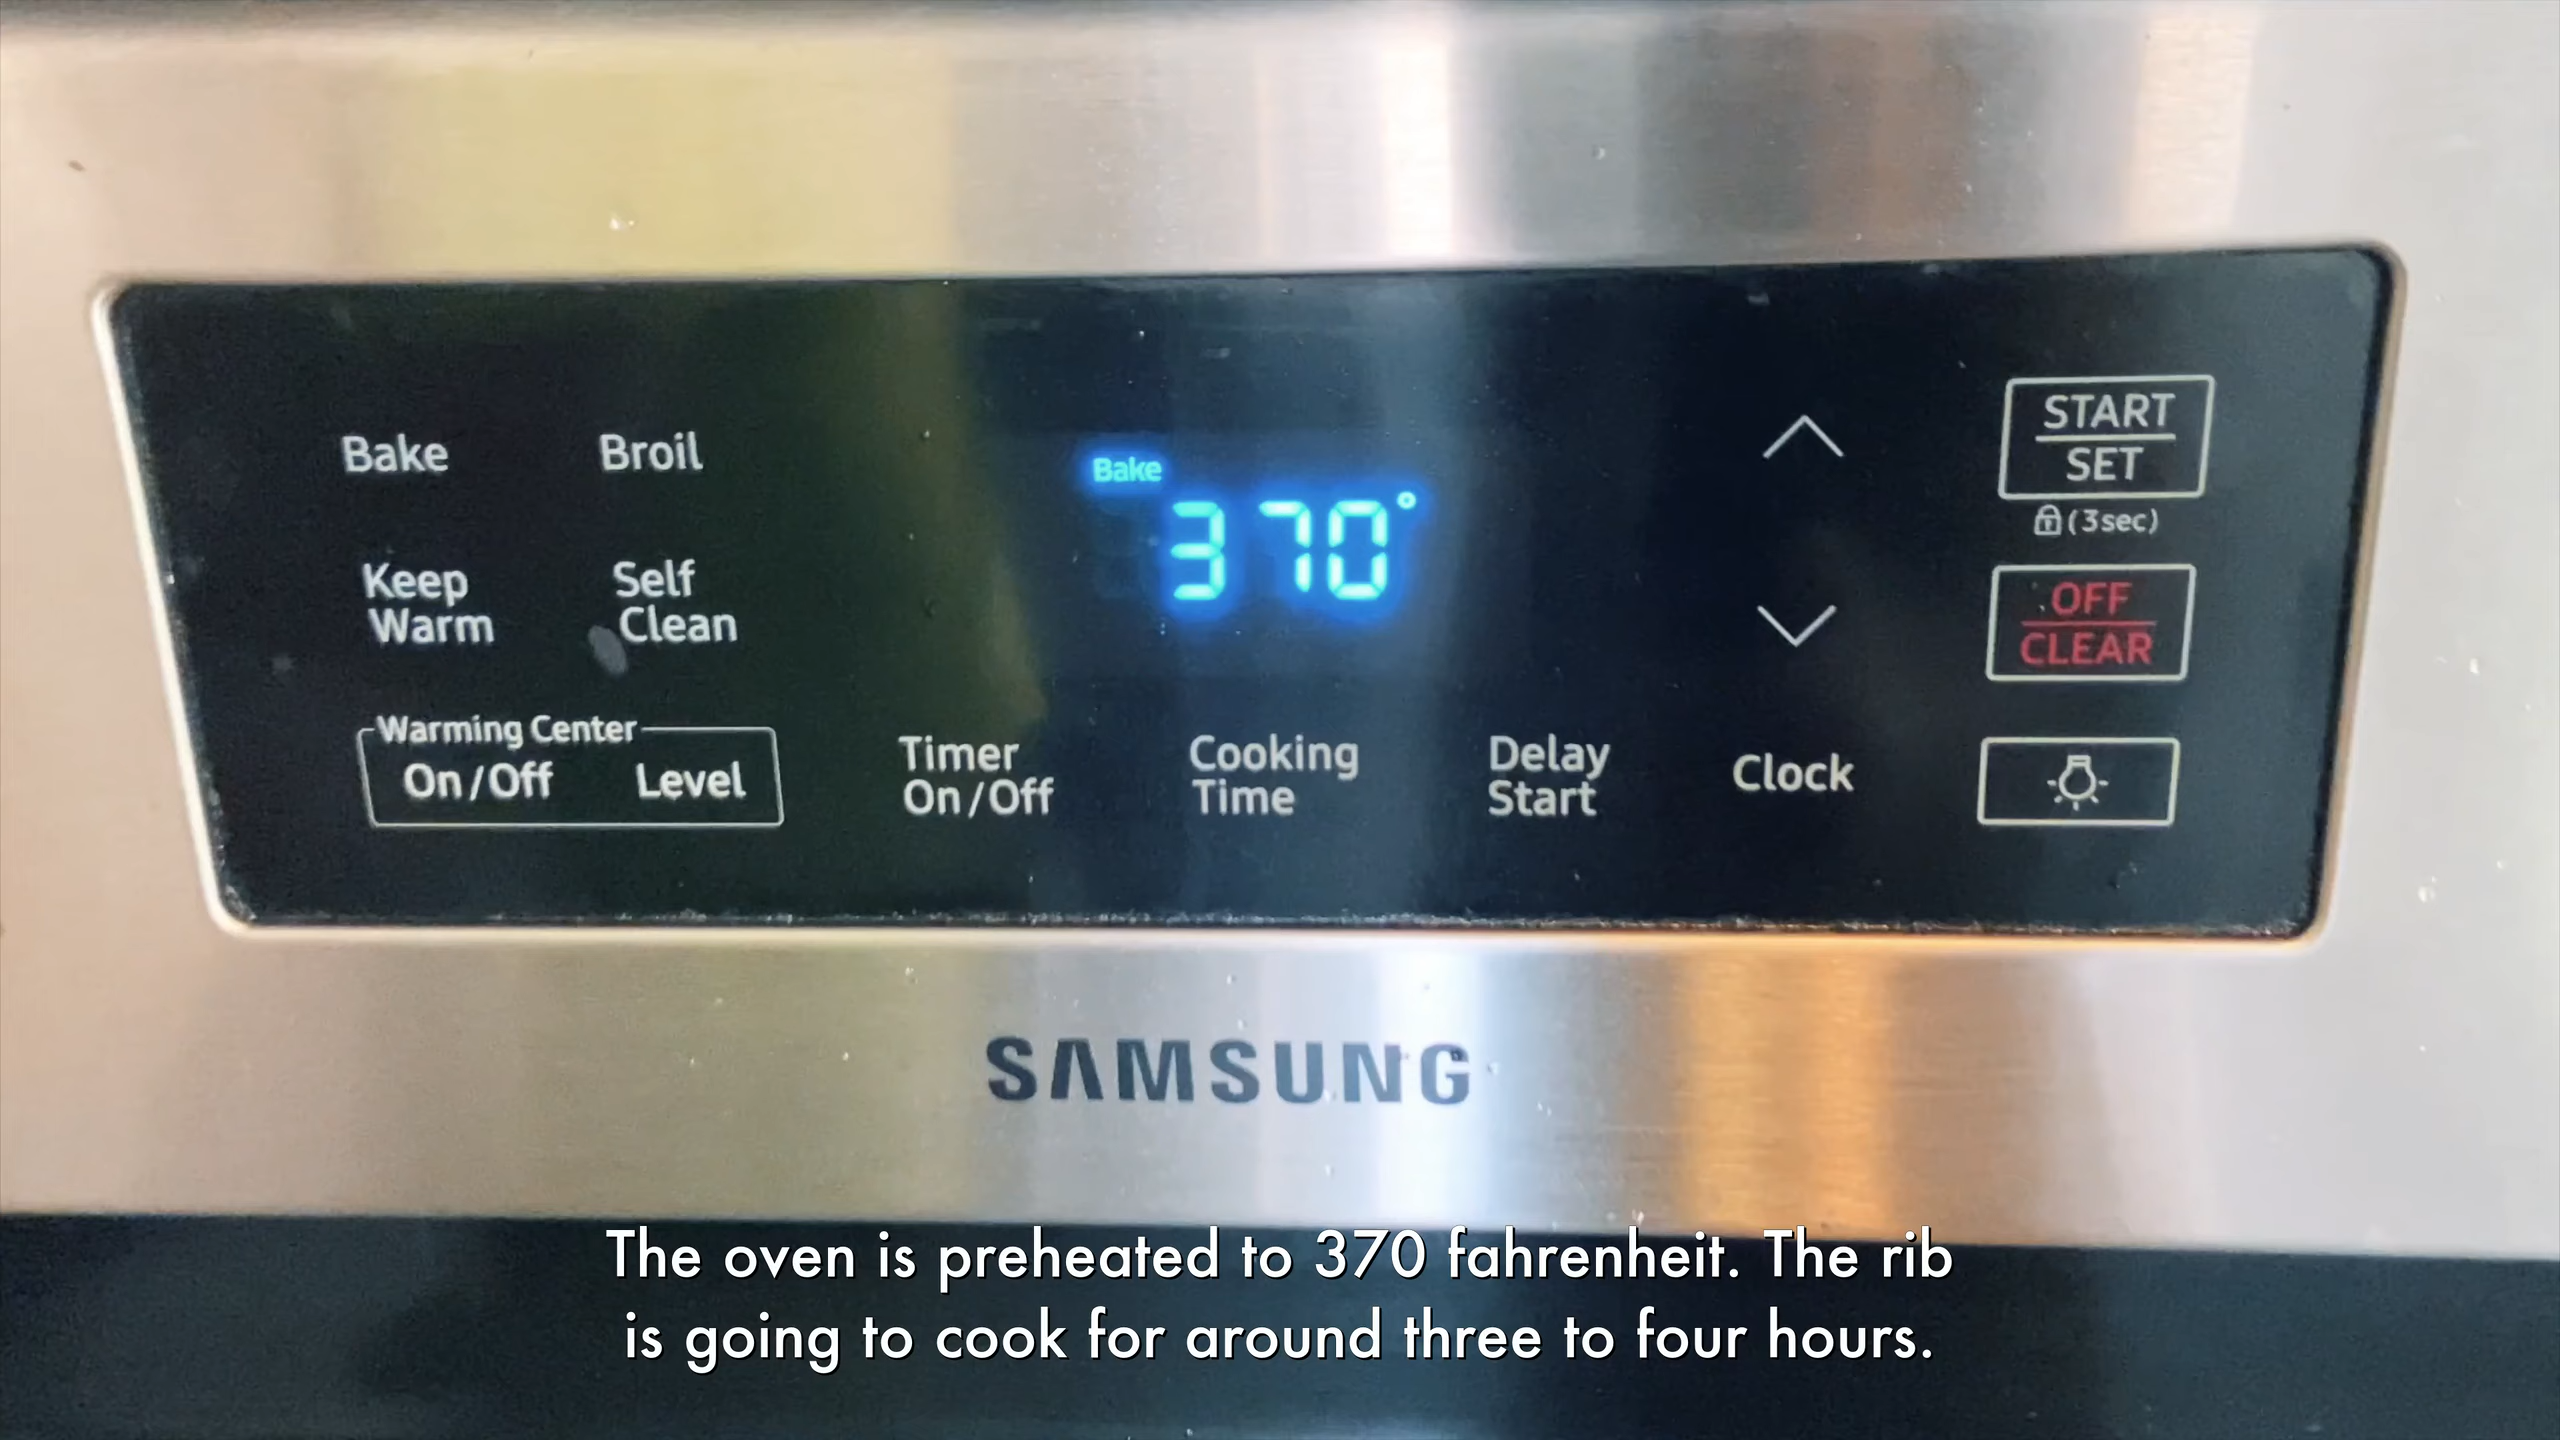 Bake Broil
Bake
370°
START
SET
(3sec)
Keep
Warm
Self
Clean
OFF
CLEAR
Warming Center
On/Off Level
Timer
On/Off
Cooking
Time
Delay
Start
Clock
SAMSUNG
The oven is preheated to 370 fahrenheit. The rib
is going to cook for around three to four hours.